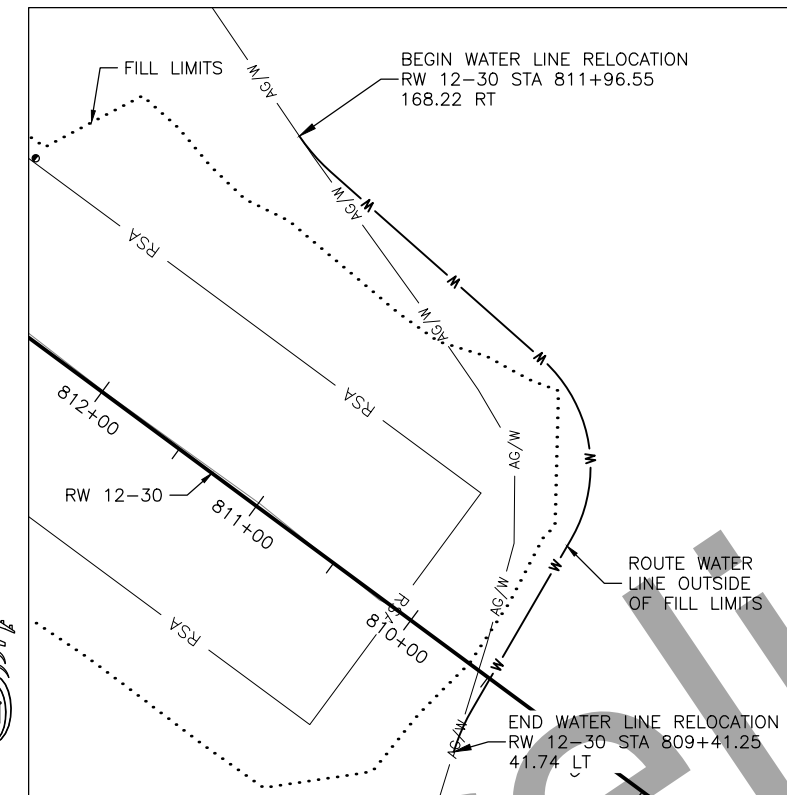 FILL LIMITS
BEGIN WATER LINE RELOCATION
RW 12-30 STA 811+96.55
168.22 RT
AG/W
AG/W
AG/W
AG/W
AG/W
AG/W
AG/W
W
W
W
W
W
W
RSA
RSA
RSA
812+00
811+00
810+00
RW 12-30
ROUTE WATER
LINE OUTSIDE
OF FILL LIMITS
END WATER LINE RELOCATION
RW 12-30 STA 809+41.25
41.74 LT